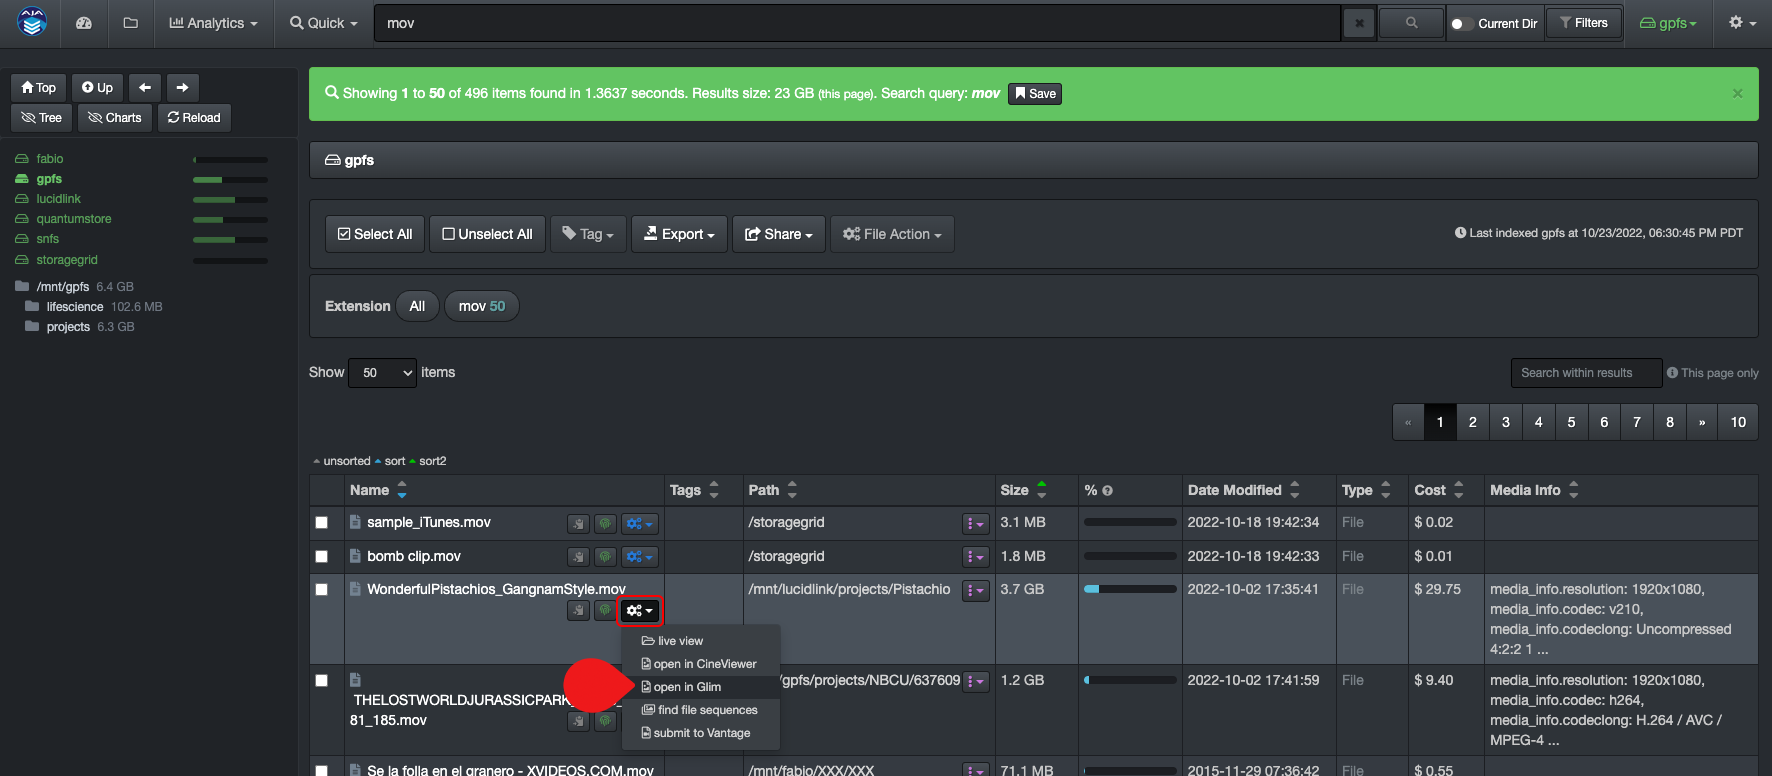 AJA
Analytics
Quick
mov
Current Dir
Filters
gpfs
Top
Up
Tree
Charts
Reload
Showing 1 to 50 of 496 items found in 1.3637 seconds. Results size: 23 GB (this page). Search query: mov
Save
×
fabio
gpfs
lucidlink
quantumstore
snfs
storagegrid
/mnt/gpfs 6.4 GB
lifescience 102.6 MB
projects 6.3 GB
gpfs
Select All
Unselect All
Tag
Export
Share
File Action
Last indexed gpfs at 10/23/2022, 06:30:45 PM PDT
Extension All mov 50
Show 50 items
Search within results
This page only
« 1 2 3 4 5 6 7 8 » 10
unsorted sort sort2
Name Tags Path Size % Date Modified Type Cost Media Info
sample_iTunes.mov /storagegrid 3.1 MB 2022-10-18 19:42:34 File $ 0.02
bomb clip.mov /storagegrid 1.8 MB 2022-10-18 19:42:33 File $ 0.01
WonderfulPistachios_GangnamStyle.mov /mnt/lucidlink/projects/Pistachio 3.7 GB 2022-10-02 17:35:41 File $ 29.75 media_info.resolution: 1920x1080,
media_info.codec: v210,
media_info.codeclong: Uncompressed
4:2:2 1 ...
live view
open in CineViewer
open in Glim
find file sequences
submit to Vantage
THELOSTWORLDJURASSICPARK_
81_185.mov
/gpfs/projects/NBCU/637609 1.2 GB 2022-10-02 17:41:59 File $ 9.40 media_info.resolution: 1920x1080,
media_info.codec: h264,
media_info.codeclong: H.264 / AVC /
MPEG-4 ...
Se la folla en el granero - XVIDEOS.COM.mov /mnt/fabio/XXX/XXX 71.1 MB 2015-11-29 07:36:42 File $ 0.55